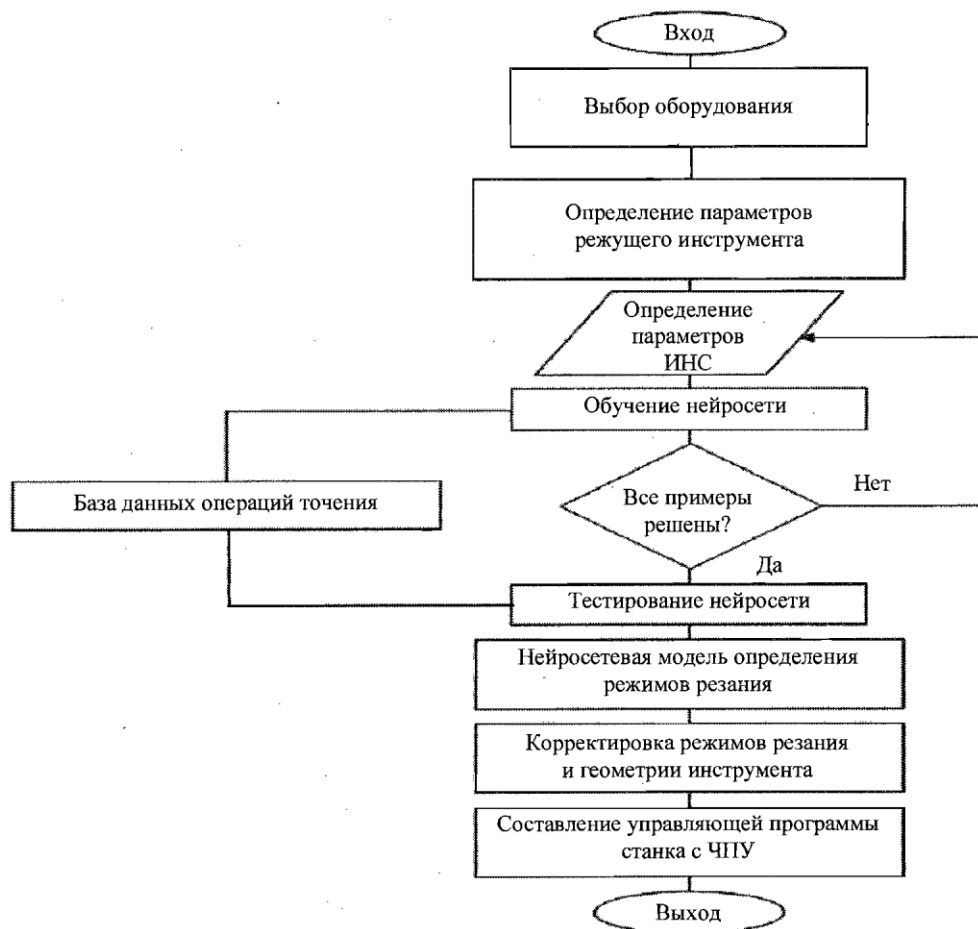 Вход
Выбор оборудования
Определение параметров
режущего инструмента
Определение
параметров
ИНС
Обучение нейросети
База данных операций точения
Все примеры
решены?
Нет
Да
Тестирование нейросети
Нейросетевая модель определения
режимов резания
Корректировка режимов резания
и геометрии инструмента
Составление управляющей программы
станка с ЧПУ
Выход